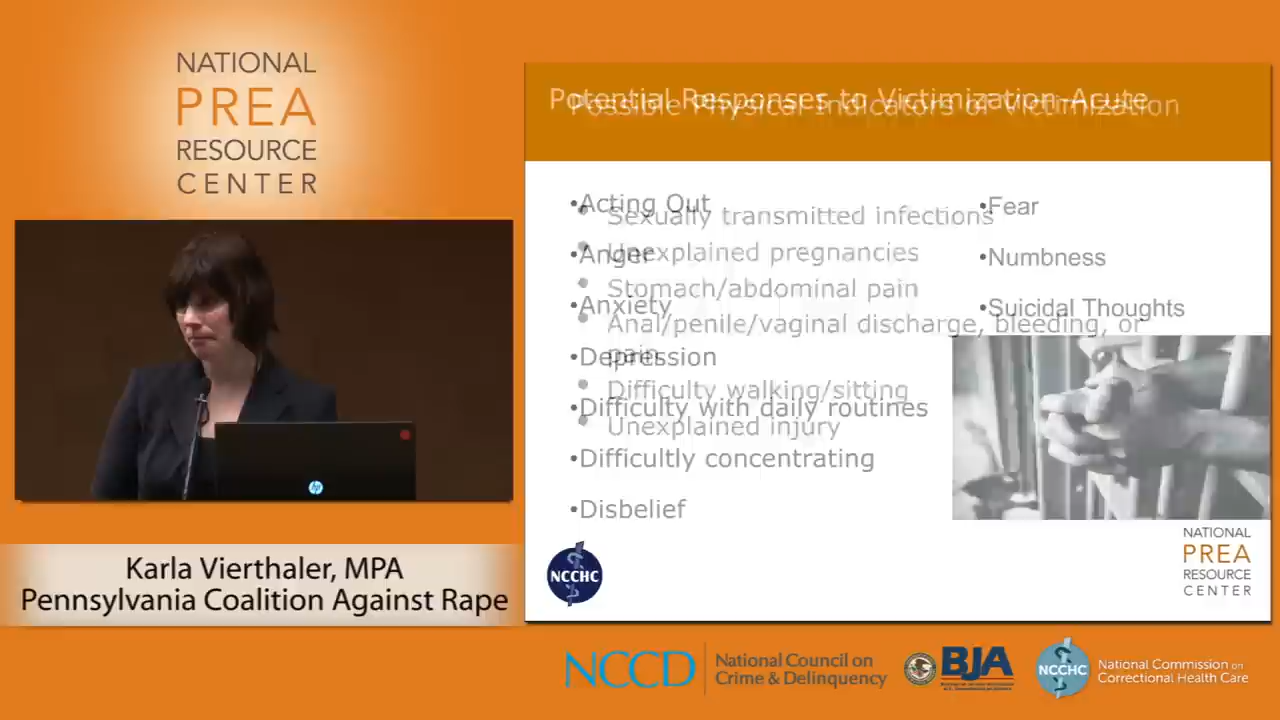 NATIONAL
PREA
RESOURCE
CENTER
Karla Vierthaler, MPA
Pennsylvania Coalition Against Rape
Potential Responses to Victimization-Acute
Possible Physical Indicators of Victimization
•Acting Out
•Anger
•Anxiety
•Depression
•Difficulty with daily routines
•Difficultly concentrating
•Disbelief
•Fear
•Numbness
•Suicidal Thoughts
• Sexually transmitted infections
• Unexplained pregnancies
• Stomach/abdominal pain
• Anal/penile/vaginal discharge, bleeding, or
pain
• Difficulty walking/sitting
• Unexplained injury
NCCHC
NATIONAL
PREA
RESOURCE
CENTER
hp
NCCD
National Council on
Crime & Delinquency
BJA
NCCHC
National Commission on
Correctional Health Care